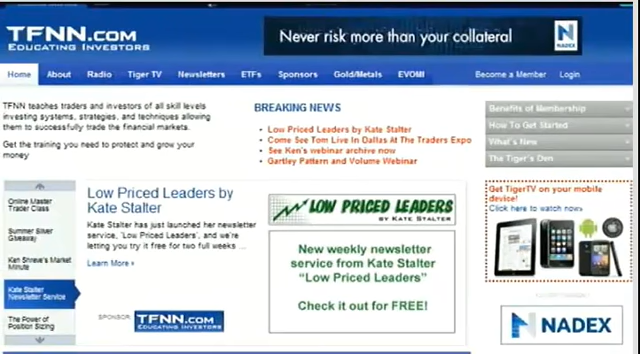 TFNN.COM
EDUCATING INVESTORS
Never risk more than your collateral
NADEX
Home About Radio Tiger TV Newsletters ETFs Sponsors Gold/Metals EVOMI Become a Member Login
TFNN teaches traders and investors of all skill levels
investing systems, strategies, and techniques allowing
them to successfully trade the financial markets.
Get the training you need to protect and grow your
money
BREAKING NEWS
Low Priced Leaders by Kate Stalter
Come See Tom Live in Dallas At The Traders Expo
See Ken's webinar archive now
Gartley Pattern and Volume Webinar
Benefits of Membership
How To Get Started
What's New
The Tiger's Den
Online Master
Trader Class
Summer Silver
Giveaway
Ken Shreve's Market
Minute
Kate Stalter
Newsletter Service
The Power of
Position Sizing
Low Priced Leaders by
Kate Stalter
Kate Stalter has just launched her newsletter
service, 'Low Priced Leaders', and we're
letting you try it free for two full weeks ...
Learn More ›
SPONSOR
TFNN.COM
EDUCATING INVESTORS
LOW PRICED LEADERS
BY KATE STALTER
New weekly newsletter
service from Kate Stalter
"Low Priced Leaders"
Check it out for FREE!
Get TigerTV on your mobile
device!
Click here to watch now
NADEX